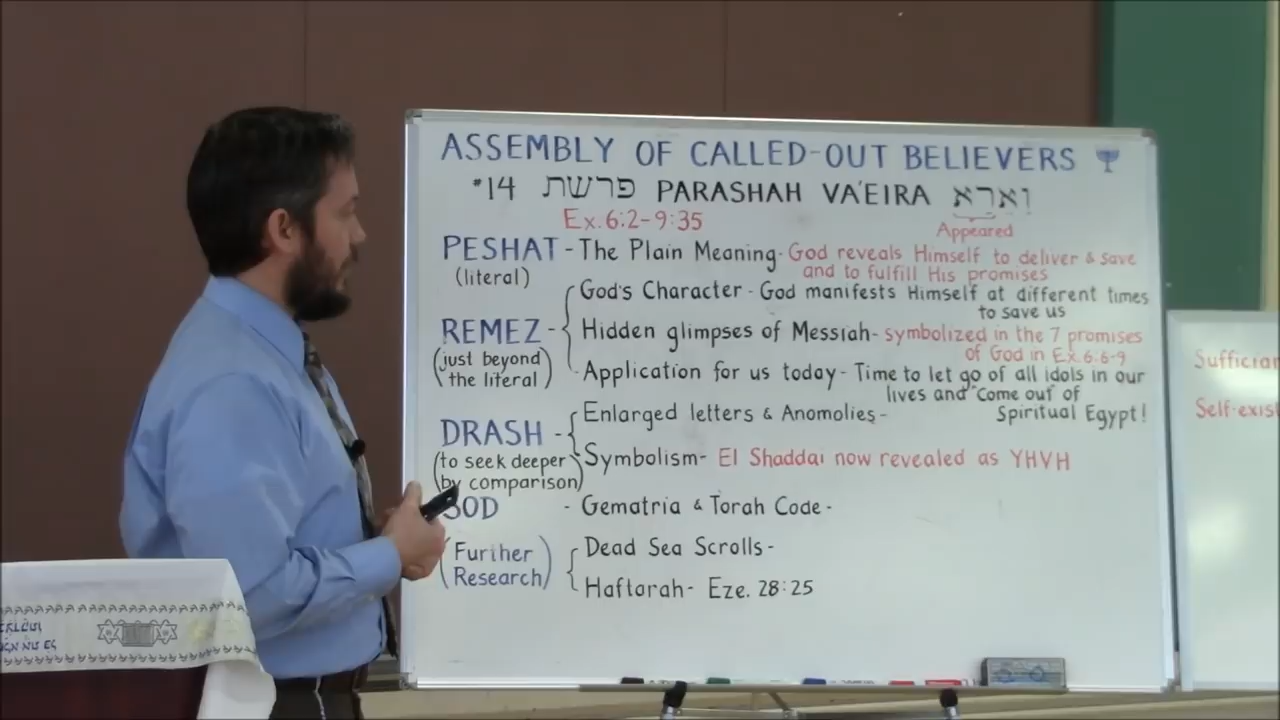 ASSEMBLY OF CALLED-OUT BELIEVERS
#14 פרשת PARASHAH VA'EIRA וָאֵרָא
Ex. 6:2-9:35
Appeared
PESHAT - The Plain Meaning - God reveals Himself to deliver & save
(literal)
and to fulfill His promises
God's Character - God manifests Himself at different times
to save us
REMEZ - Hidden glimpses of Messiah - symbolized in the 7 promises
of God in Ex. 6:6-9
(just beyond
the literal)
Application for us today - Time to let go of all idols in our
lives and "Come out" of
Spiritual Egypt!
DRASH - Enlarged letters & Anomolies -
(to seek deeper
by comparison)
Symbolism - El Shaddai now revealed as YHVH
SOD - Gematria & Torah Code -
(Further
Research)
Dead Sea Scrolls -
Haftorah - Eze. 28:25